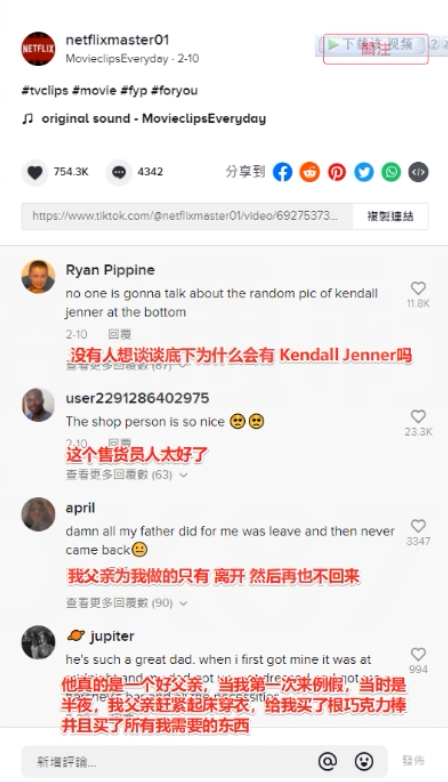 NETFLIX
netflixmaster01
MovieclipsEveryday · 2-10
下载该视频
關注
#tvclips #movie #fyp #foryou
♫ original sound - MovieclipsEveryday
754.3K
4342
分享到
https://www.tiktok.com/@netflixmaster01/video/69275373...
複製連結
Ryan Pippine
no one is gonna talk about the random pic of kendall
jenner at the bottom
11.8K
2-10 回覆
没有人想谈谈底下为什么会有 Kendall Jenner吗
查看更多回覆數 (67)
user2291286402975
The shop person is so nice 🥺🥺
23.3K
2-10 回覆
这个售货员人太好了
查看更多回覆數 (63)
april
damn all my father did for me was leave and then never
came back😐
3347
我父亲为我做的只有 离开 然后再也不回来
查看更多回覆數 (90)
🪐 jupiter
he's such a great dad. when i first got mine it was at
994
他真的是一个好父亲，当我第一次来例假，当时是
半夜，我父亲赶紧起床穿衣，给我买了根巧克力棒
并且买了所有我需要的东西
新增評論...
@
發佈